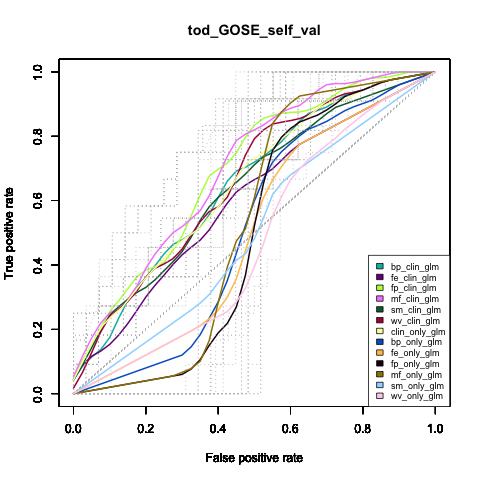 tod_GOSE_self_val
True positive rate
1.0
0.8
0.6
0.4
0.2
0.0
bp_clin_glm
fe_clin_glm
fp_clin_glm
mf_clin_glm
sm_clin_glm
wv_clin_glm
clin_only_glm
bp_only_glm
fe_only_glm
fp_only_glm
mf_only_glm
sm_only_glm
wv_only_glm
0.0 0.2 0.4 0.6 0.8 1.0
False positive rate